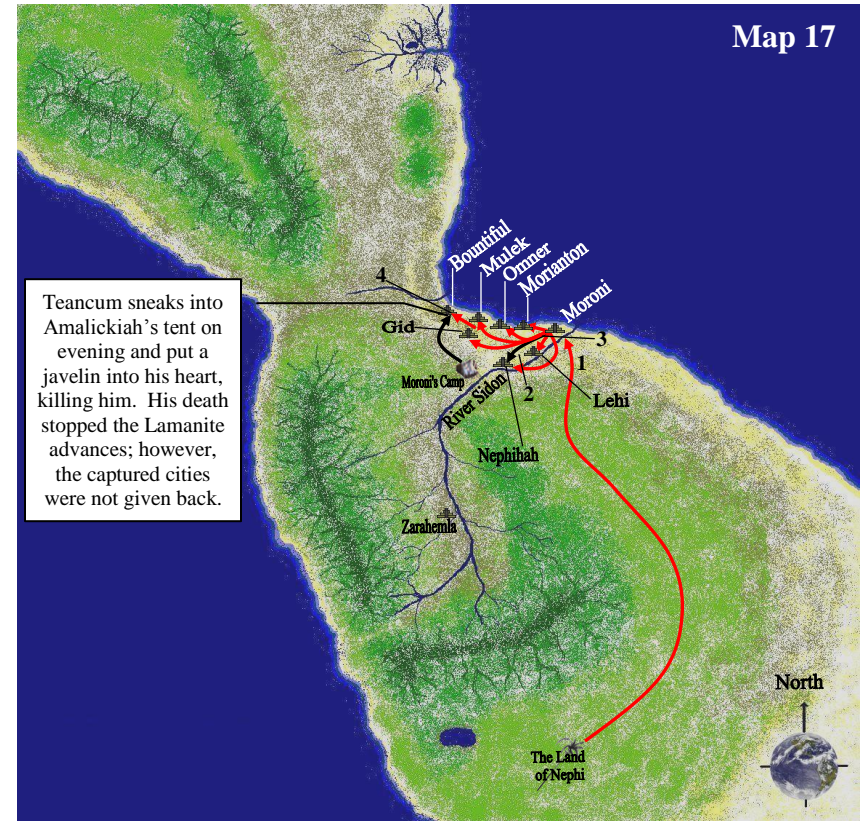 Map 17
Bountiful
Mulek
Omner
Morianton
Moroni
4
Gid
3
Moroni's Camp
1
2
Lehi
River Sidon
Nephihah
Teancum sneaks into
Amalickiah's tent on
evening and put a
javelin into his heart,
killing him. His death
stopped the Lamanite
advances; however,
the captured cities
were not given back.
Zarahemla
North
The Land
of Nephi